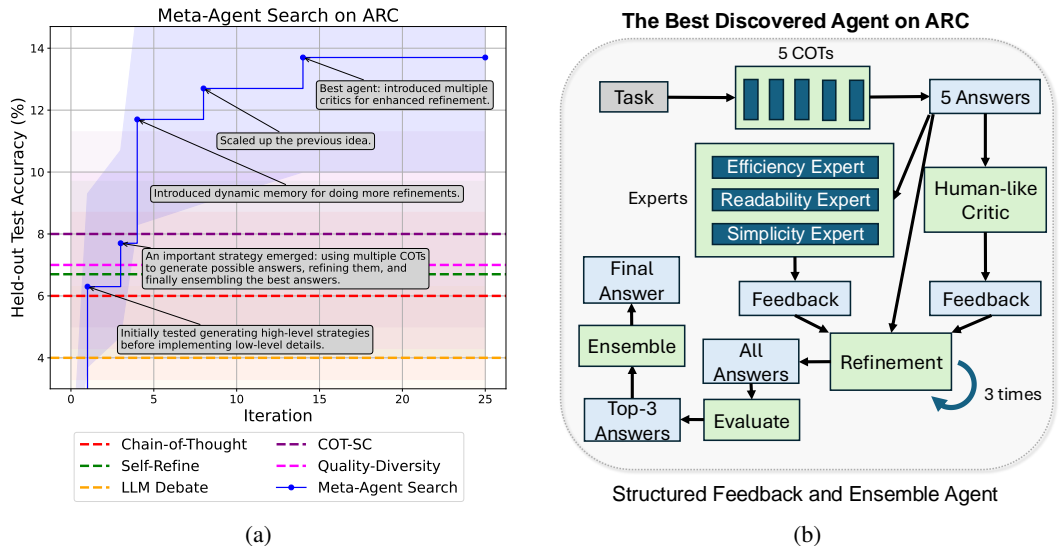 Meta-Agent Search on ARC
Held-out Test Accuracy (%)
14
12
10
8
6
4
Best agent: introduced multiple
critics for enhanced refinement.
Scaled up the previous idea.
Introduced dynamic memory for doing more refinements.
An important strategy emerged: using multiple COTs
to generate possible answers, refining them, and
finally ensembling the best answers.
Initially tested generating high-level strategies
before implementing low-level details.
0 5 10 15 20 25
Iteration
Chain-of-Thought
Self-Refine
LLM Debate
COT-SC
Quality-Diversity
Meta-Agent Search
(a)
The Best Discovered Agent on ARC
5 COTs
Task
5 Answers
Experts
Efficiency Expert
Readability Expert
Simplicity Expert
Human-like
Critic
Final
Answer
Feedback
Feedback
Ensemble
All
Answers
Refinement
3 times
Top-3
Answers
Evaluate
Structured Feedback and Ensemble Agent
(b)